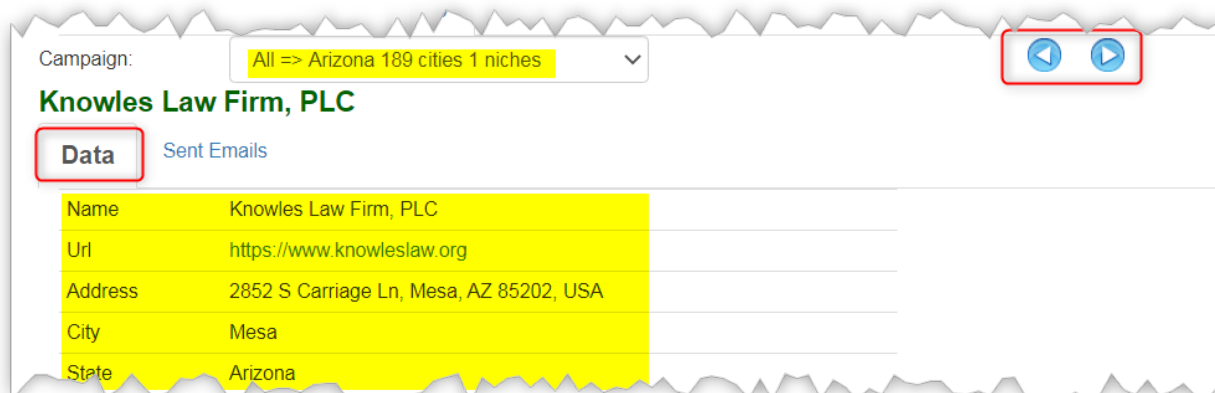 Campaign: All => Arizona 189 cities 1 niches
Knowles Law Firm, PLC
Data Sent Emails
Name Knowles Law Firm, PLC
Url https://www.knowleslaw.org
Address 2852 S Carriage Ln, Mesa, AZ 85202, USA
City Mesa
State Arizona